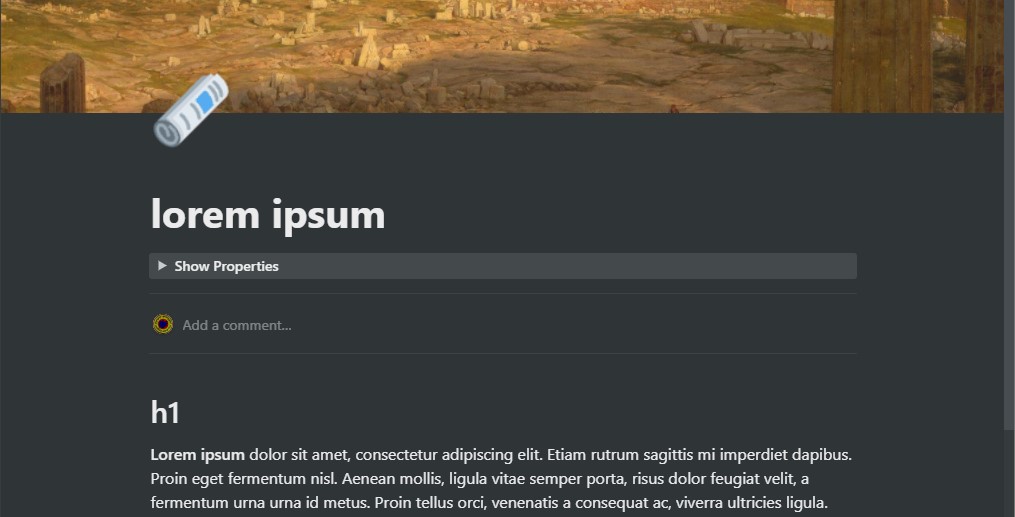 lorem ipsum
Show Properties
Add a comment...
h1
Lorem ipsum dolor sit amet, consectetur adipiscing elit. Etiam rutrum sagittis mi imperdiet dapibus.
Proin eget fermentum nisl. Aenean mollis, ligula vitae semper porta, risus dolor feugiat velit, a
fermentum urna urna id metus. Proin tellus orci, venenatis a consequat ac, viverra ultricies ligula.